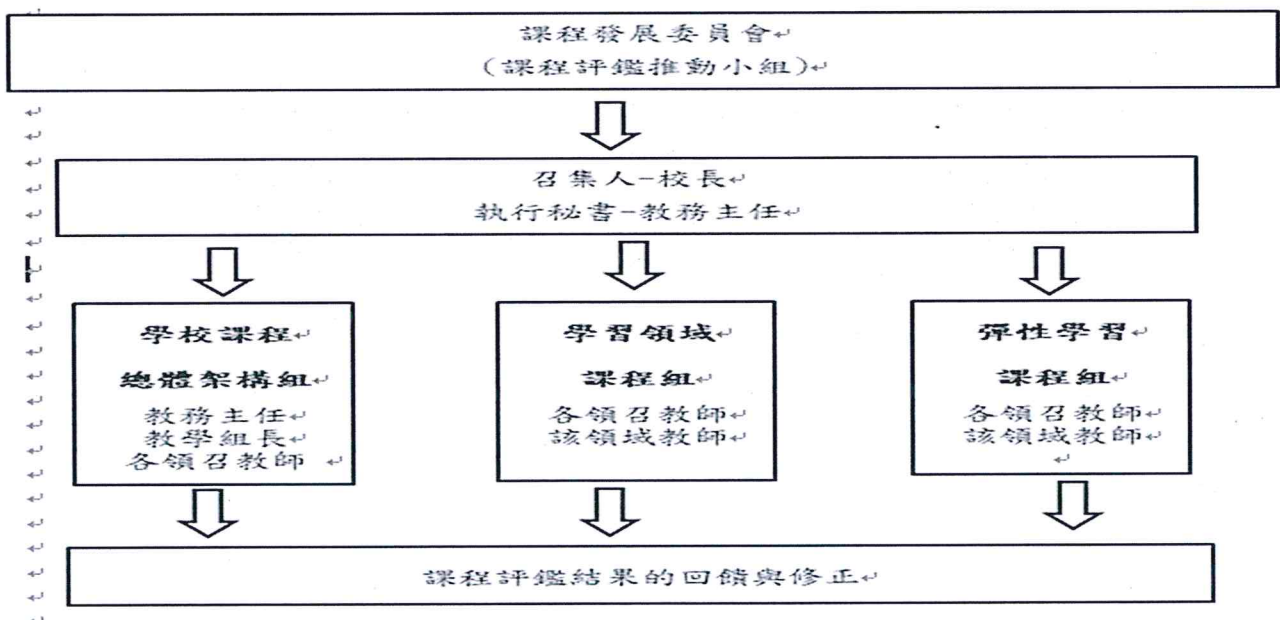 課程發展委員會
(課程評鑑推動小組)
召集人-校長
執行秘書-教務主任
學校課程
總體架構組
教務主任
教學組長
各領召教師
學習領域
課程組
各領召教師
該領域教師
彈性學習
課程組
各領召教師
該領域教師
課程評鑑結果的回饋與修正